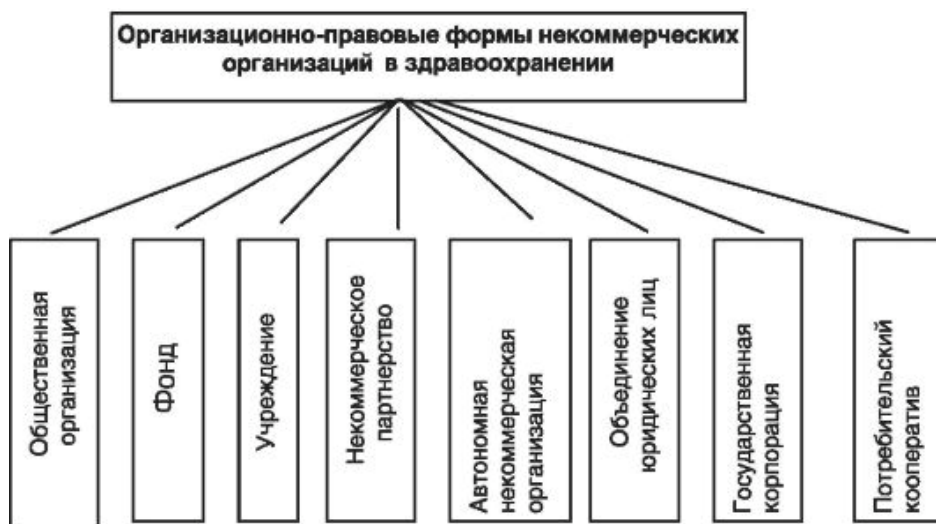 Организационно-правовые формы некоммерческих
организаций в здравоохранении
Общественная
организация
Фонд
Учреждение
Некоммерческое
партнерство
Автономная
некоммерческая
организация
Объединение
юридических лиц
Государственная
корпорация
Потребительский
кооператив